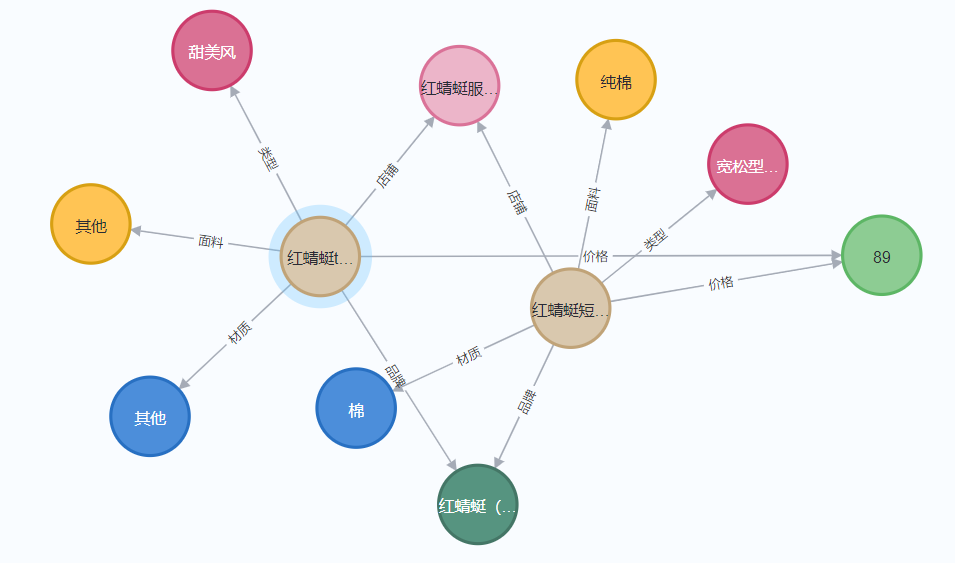 甜美风
红蜻蜓服...
纯棉
宽松型...
类型
店铺
店铺
面料
类型
其他
面料
红蜻蜓t...
价格
89
价格
红蜻蜓短...
材质
材质
品牌
品牌
其他
棉
红蜻蜓（...